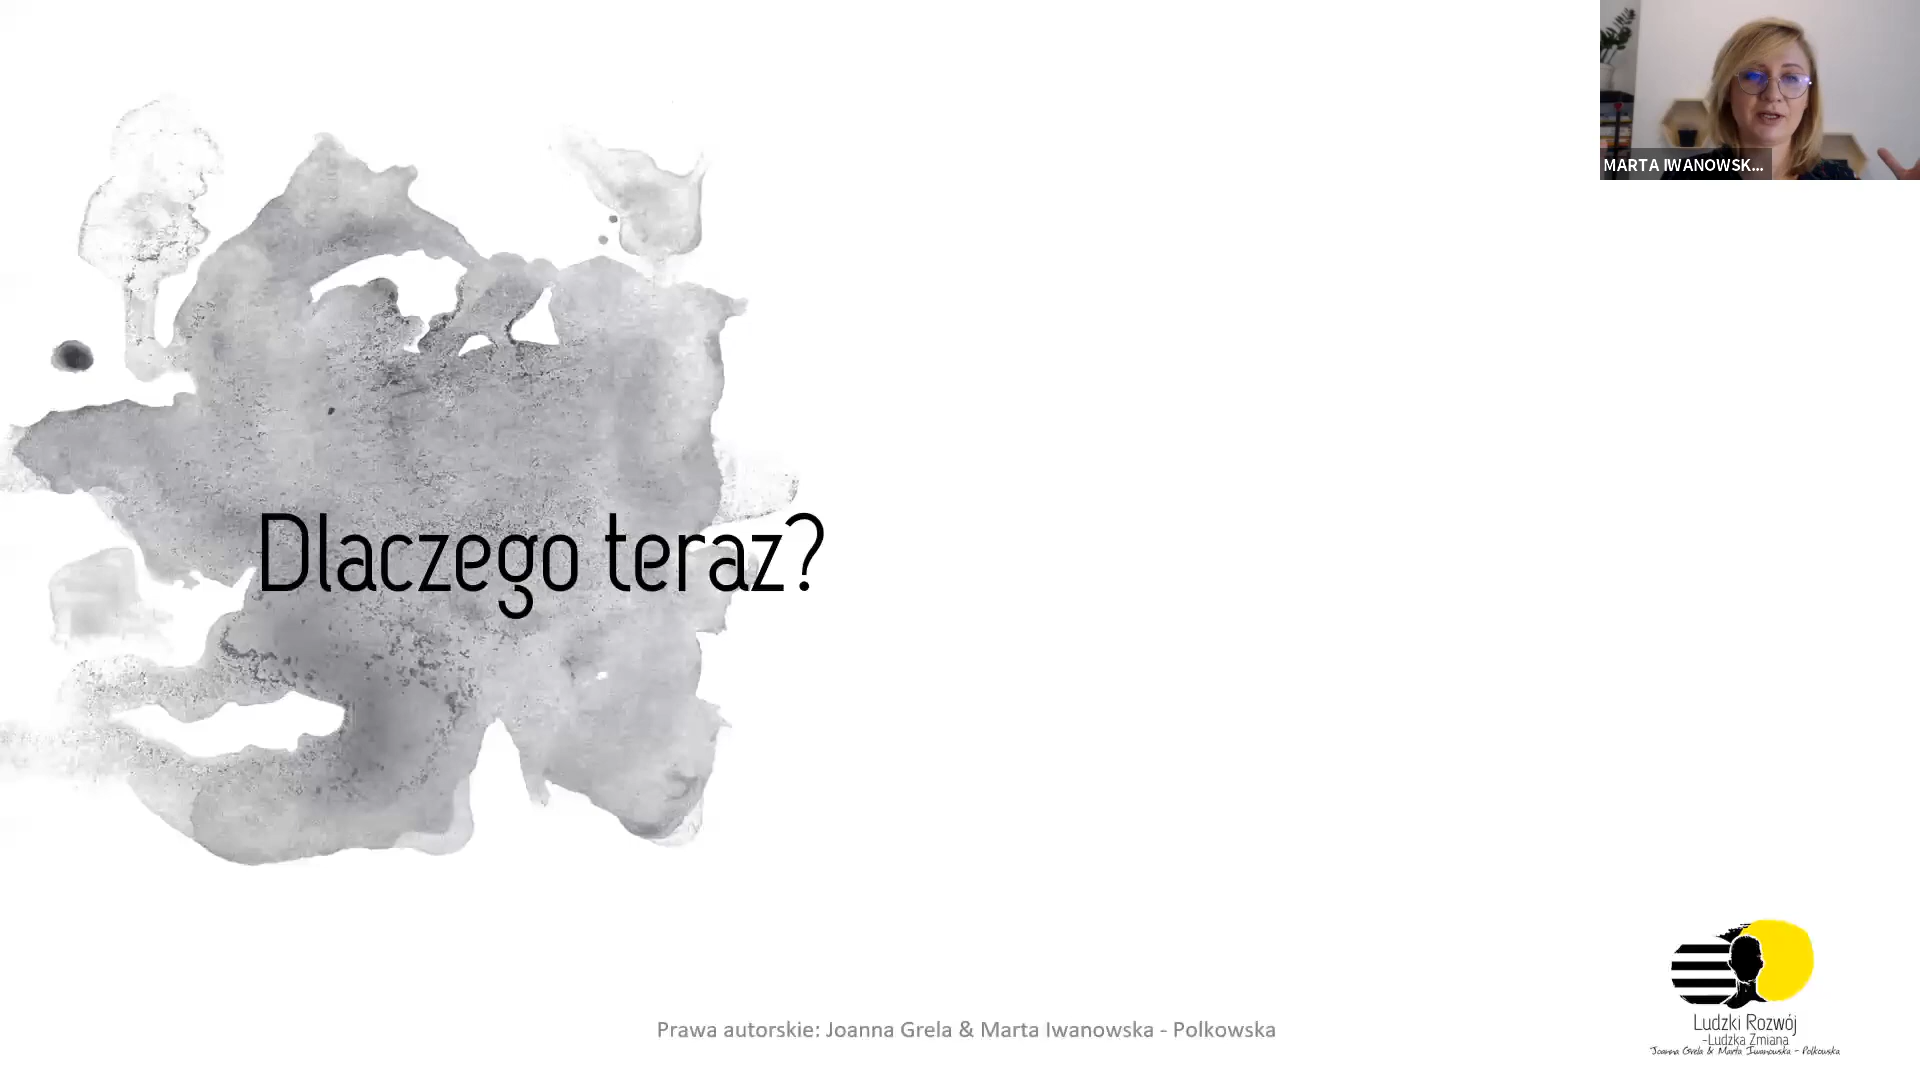 MARTA IWANOWSK...
Dlaczego teraz?
Prawa autorskie: Joanna Grela & Marta Iwanowska - Polkowska
Ludzki Rozwój
-Ludzka Zmiana
Joanna Grela & Marta Iwanowska - Polkowska